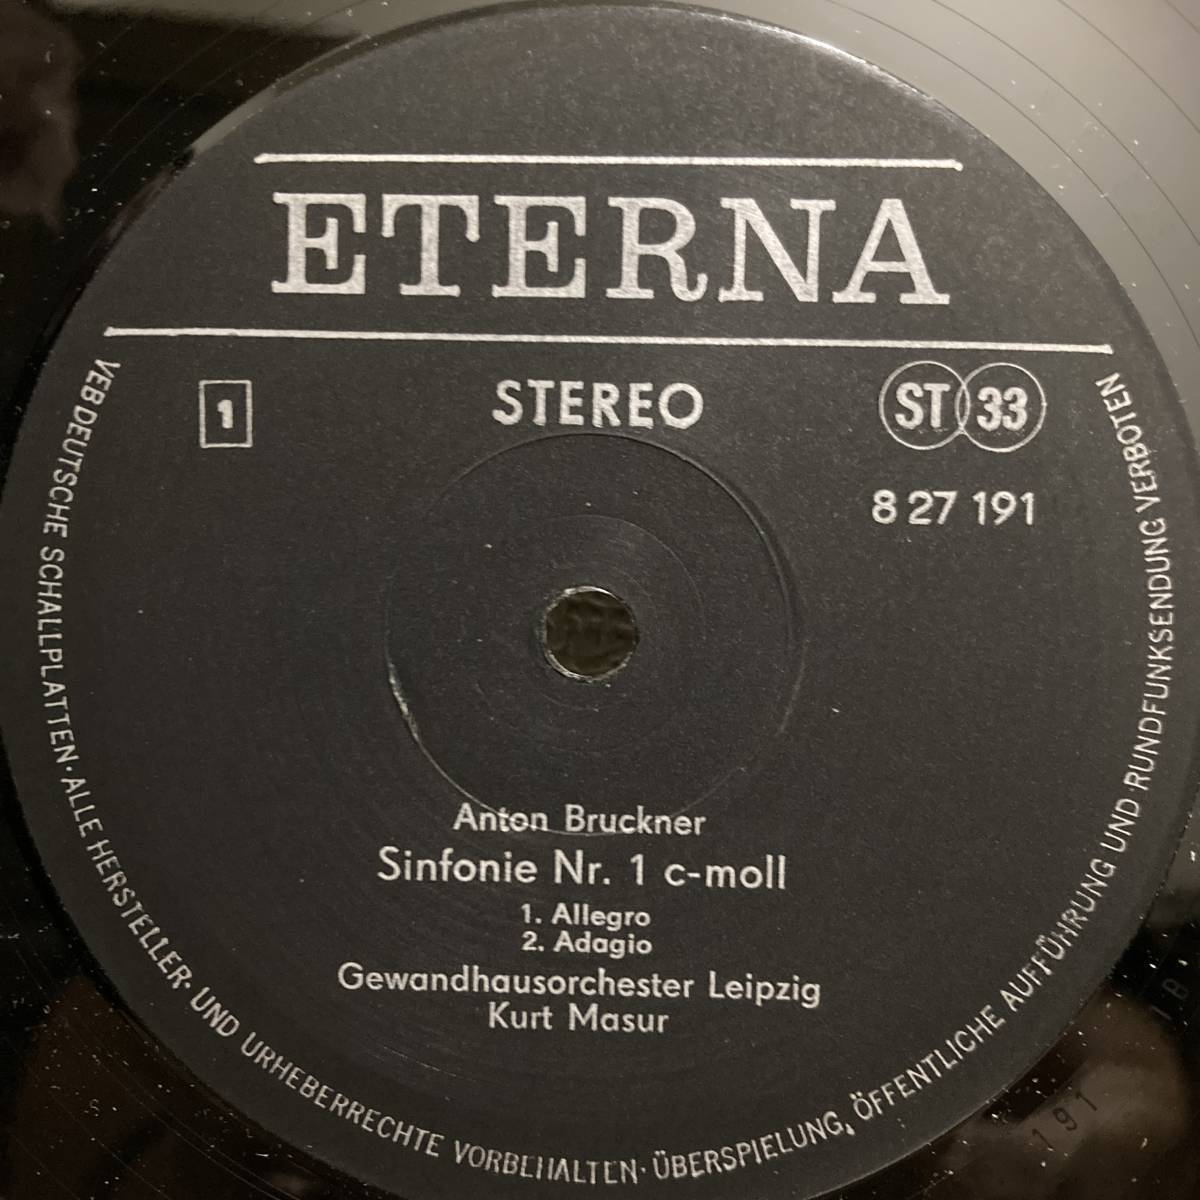 ETERNA
1
STEREO
ST 33
8 27 191
Anton Bruckner
Sinfonie Nr. 1 c-moll
1. Allegro
2. Adagio
Gewandhausorchester Leipzig
Kurt Masur
VEB DEUTSCHE SCHALLPLATTEN · ALLE HERSTELLER- UND URHEBERRECHTE VORBEHALTEN · ÜBERSPIELUNG, ÖFFENTLICHE AUFFÜHRUNG UND RUNDFUNKSENDUNG VERBOTEN
191